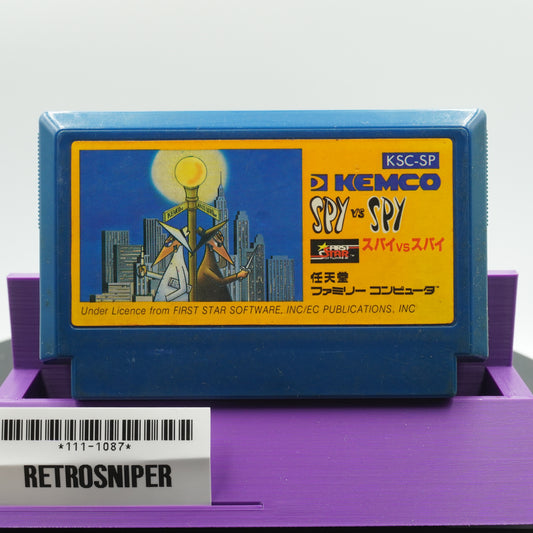 KSC-SP
KEMCO
SPY VS SPY
FIRST STAR
スパイvsスパイ
任天堂
ファミリー コンピュータ™
Under Licence from FIRST STAR SOFTWARE, INC/EC PUBLICATIONS, INC
*111-1087*
RETROSNIPER